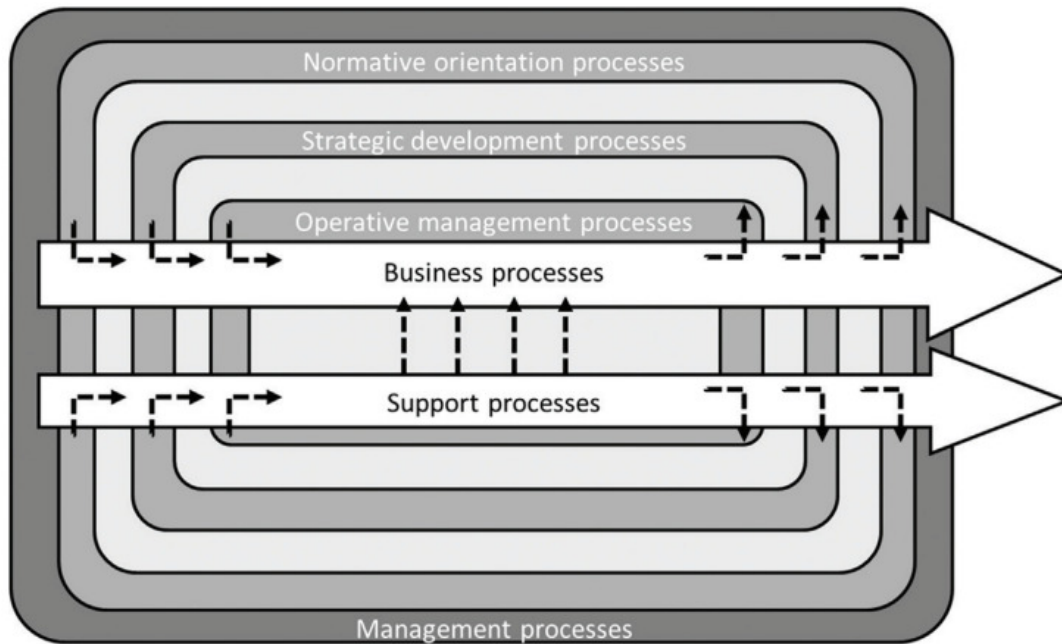 Normative orientation processes
Strategic development processes
Operative management processes
Business processes
Support processes
Management processes